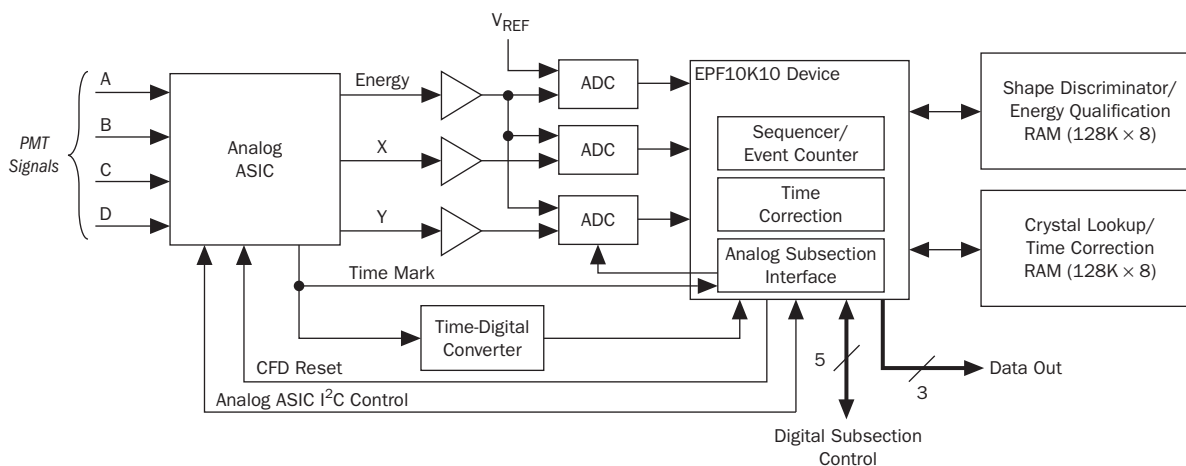 V_REF
PMT
Signals
A
B
C
D
Analog
ASIC
Energy
X
Y
ADC
ADC
ADC
EPF10K10 Device
Sequencer/
Event Counter
Time
Correction
Analog Subsection
Interface
Shape Discriminator/
Energy Qualification
RAM (128K × 8)
Crystal Lookup/
Time Correction
RAM (128K × 8)
Time Mark
Time-Digital
Converter
CFD Reset
Analog ASIC I²C Control
5
3
Data Out
Digital Subsection
Control